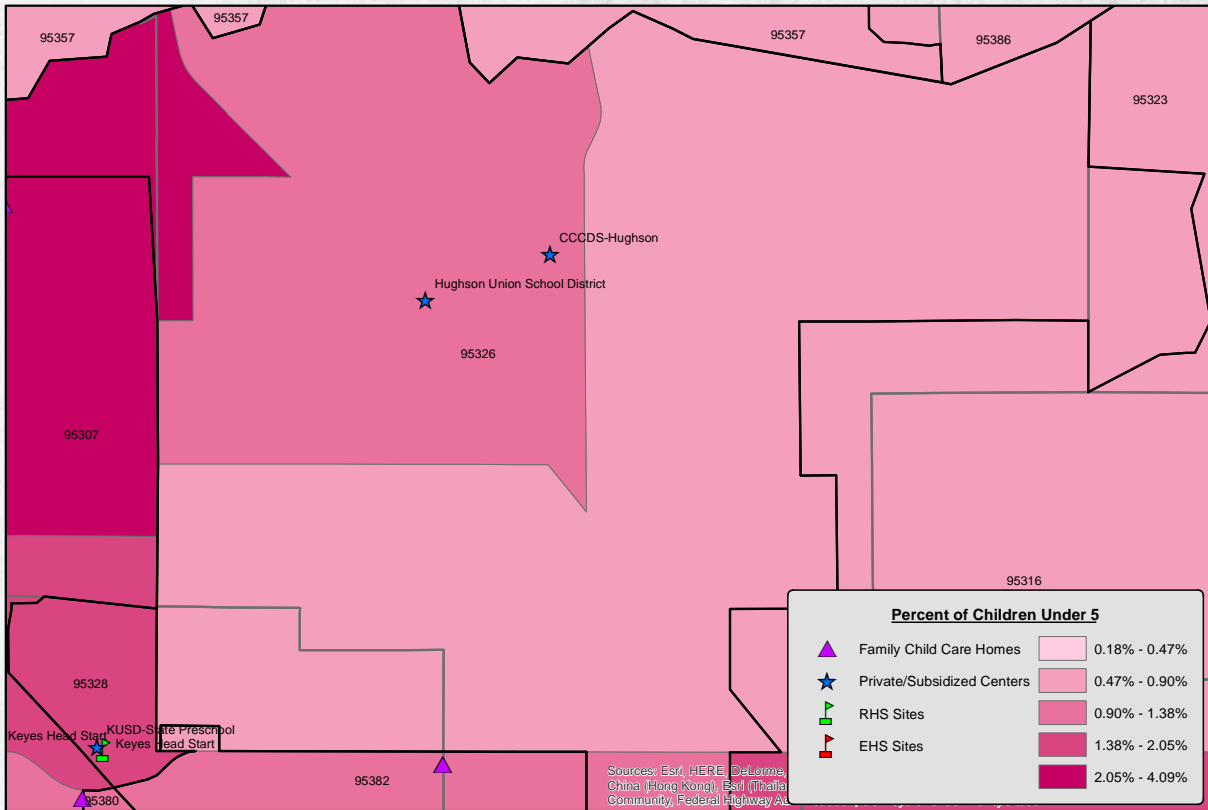 95357
95357
95357
95386
95323
CCCDS-Hughson
Hughson Union School District
95326
95307
95316
95328
KUSD-State Preschool
Keyes Head Start
Keyes Head Start
95380
95382
Percent of Children Under 5
Family Child Care Homes
Private/Subsidized Centers
RHS Sites
EHS Sites
0.18% - 0.47%
0.47% - 0.90%
0.90% - 1.38%
1.38% - 2.05%
2.05% - 4.09%
Sources: Esri, HERE, DeLorme,
China (Hong Kong), Esri
Community, Federal Highway